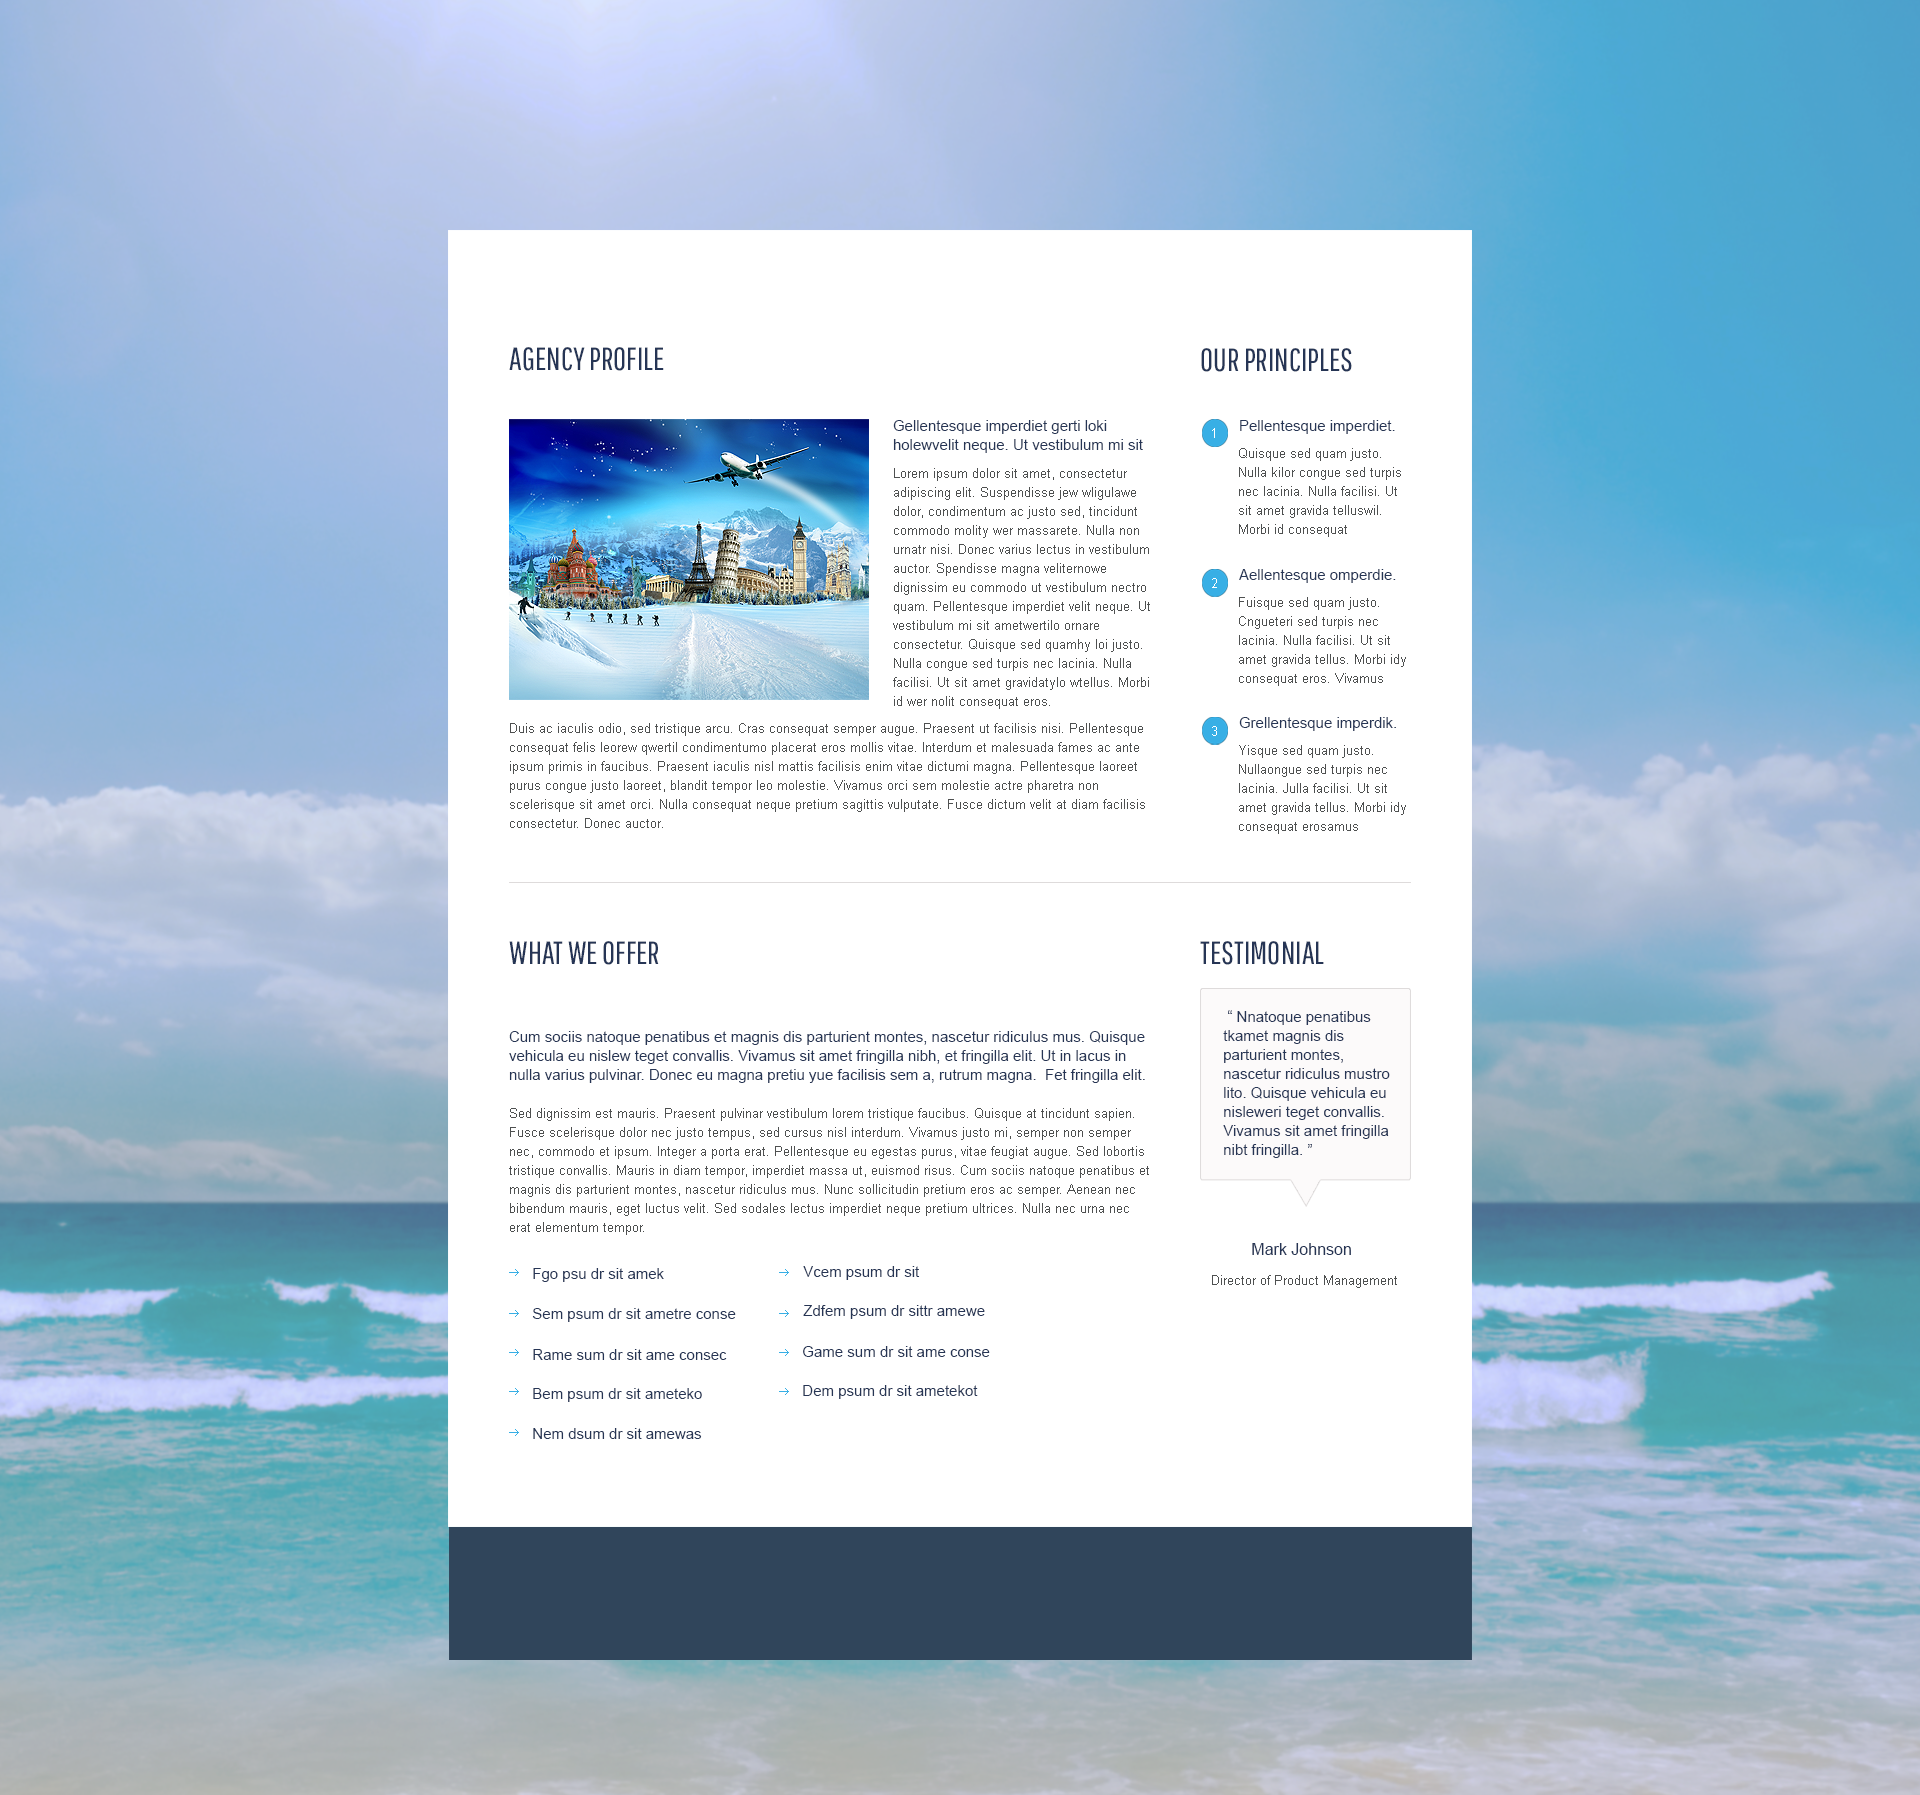 AGENCY PROFILE
Gellentesque imperdiet gerti loki
holewvelit neque. Ut vestibulum mi sit
Lorem ipsum dolor sit amet, consectetur
adipiscing elit. Suspendisse jew wligulawe
dolor, condimentum ac justo sed, tincidunt
commodo molity wer massarete. Nulla non
urnatr nisi. Donec varius lectus in vestibulum
auctor. Spendisse magna veliternowe
dignissim eu commodo ut vestibulum nectro
quam. Pellentesque imperdiet velit neque. Ut
vestibulum mi sit ametwertilo ornare
consectetur. Quisque sed quamhy loi justo.
Nulla congue sed turpis nec lacinia. Nulla
facilisi. Ut sit amet gravidatylo wtellus. Morbi
id wer nolit consequat eros.
Duis ac iaculis odio, sed tristique arcu. Cras consequat semper augue. Praesent ut facilisis nisi. Pellentesque
consequat felis leorew qwertil condimentumo placerat eros mollis vitae. Interdum et malesuada fames ac ante
ipsum primis in faucibus. Praesent iaculis nisl mattis facilisis enim vitae dictumi magna. Pellentesque laoreet
purus congue justo laoreet, blandit tempor leo molestie. Vivamus orci sem molestie actre pharetra non
scelerisque sit amet orci. Nulla consequat neque pretium sagittis vulputate. Fusce dictum velit at diam facilisis
consectetur. Donec auctor.
OUR PRINCIPLES
1 Pellentesque imperdiet.
Quisque sed quam justo.
Nulla kilor congue sed turpis
nec lacinia. Nulla facilisi. Ut
sit amet gravida telluswil.
Morbi id consequat
2 Aellentesque omperdie.
Fuisque sed quam justo.
Cngueteri sed turpis nec
lacinia. Nulla facilisi. Ut sit
amet gravida tellus. Morbi idy
consequat eros. Vivamus
3 Grellentesque imperdik.
Yisque sed quam justo.
Nullaongue sed turpis nec
lacinia. Julla facilisi. Ut sit
amet gravida tellus. Morbi idy
consequat erosamus
WHAT WE OFFER
Cum sociis natoque penatibus et magnis dis parturient montes, nascetur ridiculus mus. Quisque
vehicula eu nislew teget convallis. Vivamus sit amet fringilla nibh, et fringilla elit. Ut in lacus in
nulla varius pulvinar. Donec eu magna pretiu yue facilisis sem a, rutrum magna. Fet fringilla elit.
Sed dignissim est mauris. Praesent pulvinar vestibulum lorem tristique faucibus. Quisque at tincidunt sapien.
Fusce scelerisque dolor nec justo tempus, sed cursus nisl interdum. Vivamus justo mi, semper non semper
nec, commodo et ipsum. Integer a porta erat. Pellentesque eu egestas purus, vitae feugiat augue. Sed lobortis
tristique convallis. Mauris in diam tempor, imperdiet massa ut, euismod risus. Cum sociis natoque penatibus et
magnis dis parturient montes, nascetur ridiculus mus. Nunc sollicitudin pretium eros ac semper. Aenean nec
bibendum mauris, eget luctus velit. Sed sodales lectus imperdiet neque pretium ultrices. Nulla nec urna nec
erat elementum tempor.
Fgo psu dr sit amek
Sem psum dr sit ametre conse
Rame sum dr sit ame consec
Bem psum dr sit ameteko
Nem dsum dr sit amewas
Vcem psum dr sit
Zdfem psum dr sittr amewe
Game sum dr sit ame conse
Dem psum dr sit ametekot
TESTIMONIAL
“ Nnatoque penatibus
tkamet magnis dis
parturient montes,
nascetur ridiculus mustro
lito. Quisque vehicula eu
nisleweri teget convallis.
Vivamus sit amet fringilla
nibt fringilla. ”
Mark Johnson
Director of Product Management